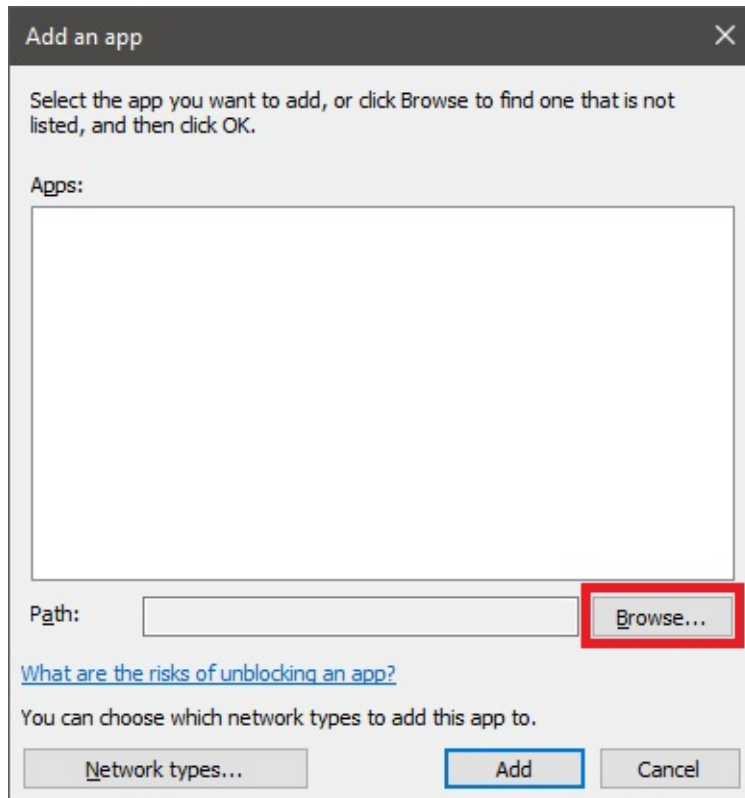 Add an app
Select the app you want to add, or click Browse to find one that is not
listed, and then click OK.
Apps:
Path:
Browse...
What are the risks of unblocking an app?
You can choose which network types to add this app to.
Network types...
Add
Cancel